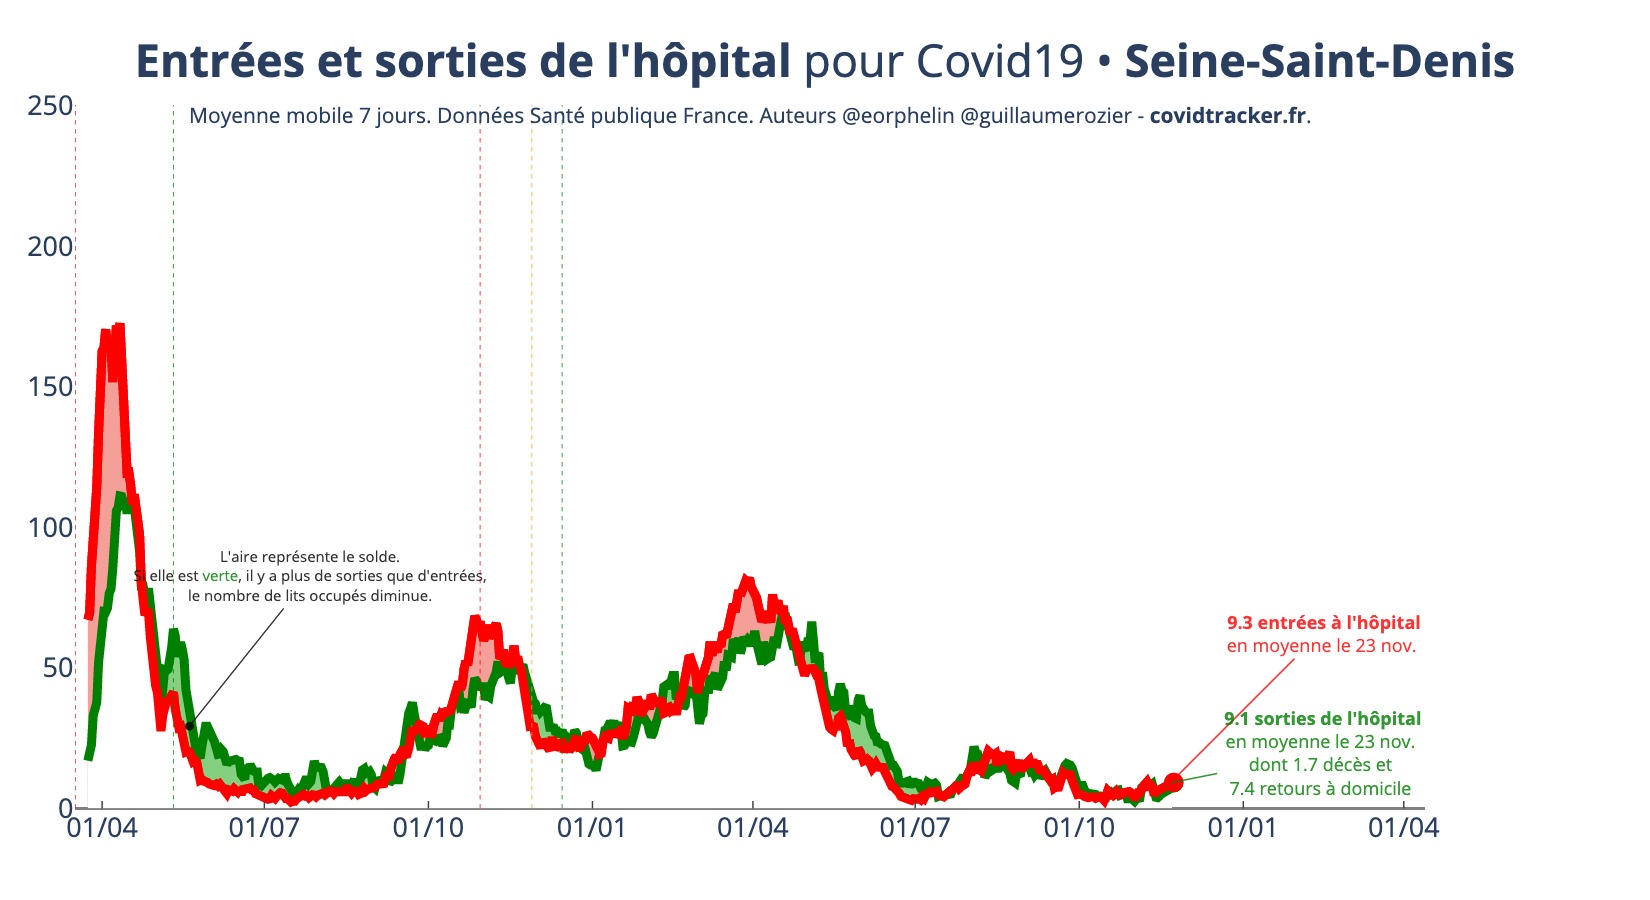 Entrées et sorties de l'hôpital pour Covid19 • Seine-Saint-Denis
Moyenne mobile 7 jours. Données Santé publique France. Auteurs @eorphelin @guillaumerozier - covidtracker.fr.
250
200
150
100
50
0
L'aire représente le solde.
Si elle est verte, il y a plus de sorties que d'entrées,
le nombre de lits occupés diminue.
9.3 entrées à l'hôpital
en moyenne le 23 nov.
9.1 sorties de l'hôpital
en moyenne le 23 nov.
dont 1.7 décès et
7.4 retours à domicile
01/04 01/07 01/10 01/01 01/04 01/07 01/10 01/01 01/04